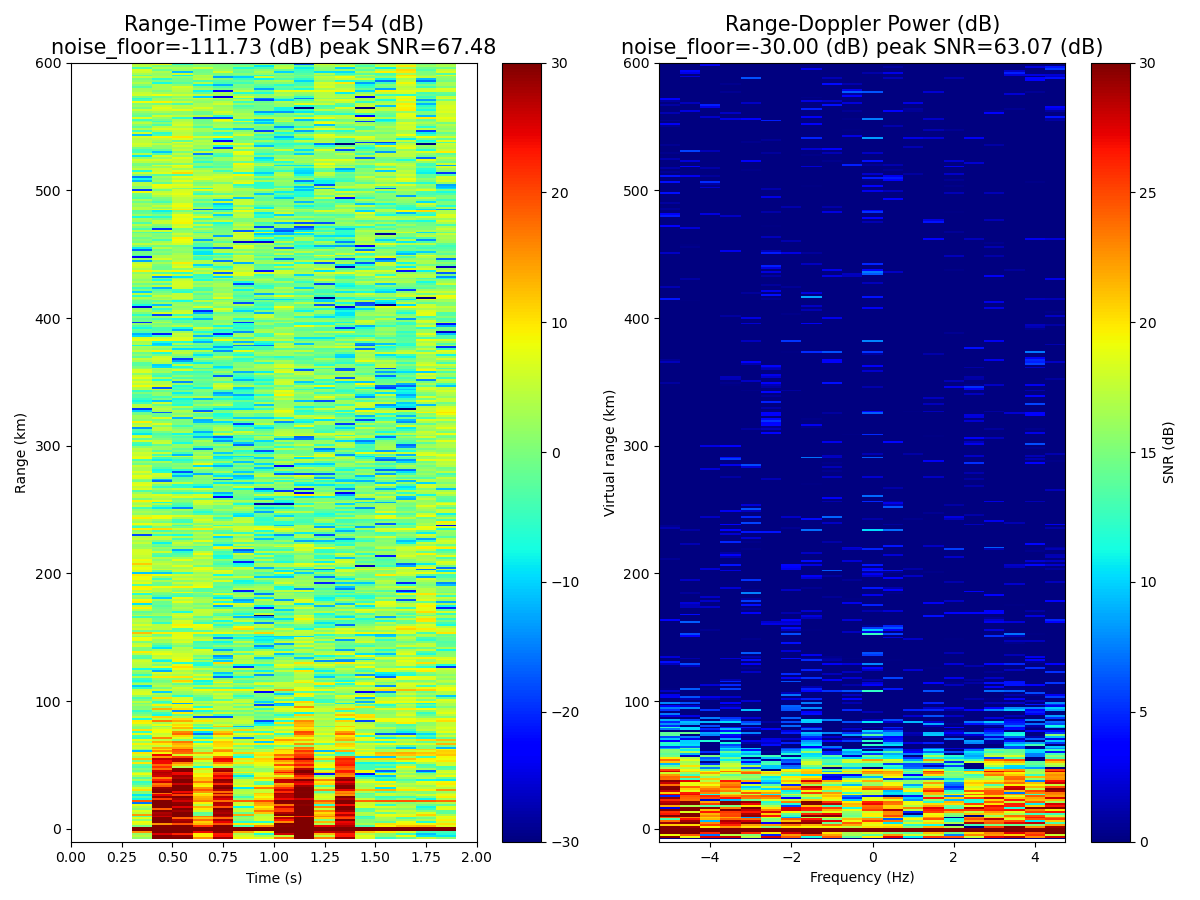 Range-Time Power f=54 (dB)
noise_floor=-111.73 (dB) peak SNR=67.48
600
500
400
300
200
100
0
Range (km)
0.00 0.25 0.50 0.75 1.00 1.25 1.50 1.75 2.00
Time (s)
30
20
10
0
−10
−20
−30
Range-Doppler Power (dB)
noise_floor=-30.00 (dB) peak SNR=63.07 (dB)
600
500
400
300
200
100
0
Virtual range (km)
−4 −2 0 2 4
Frequency (Hz)
30
25
20
15
10
5
0
SNR (dB)